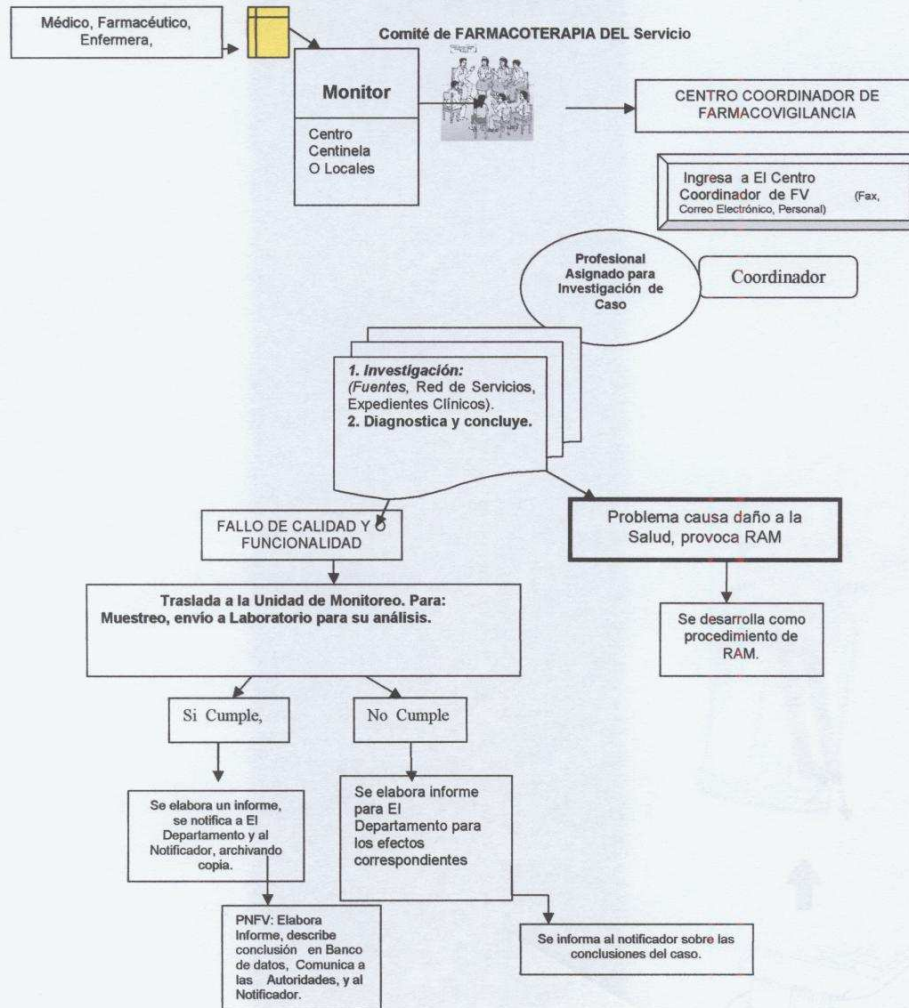 Médico, Farmacéutico,
Enfermera,
Comité de FARMACOTERAPIA DEL Servicio
Monitor
Centro
Centinela
O Locales
CENTRO COORDINADOR DE
FARMACOVIGILANCIA
Ingresa a El Centro
Coordinador de FV (Fax,
Correo Electrónico, Personal)
Profesional
Asignado para
Investigación de
Caso
Coordinador
1. Investigación:
(Fuentes, Red de Servicios,
Expedientes Clínicos).
2. Diagnostica y concluye.
FALLO DE CALIDAD Y O
FUNCIONALIDAD
Problema causa daño a la
Salud, provoca RAM
Traslada a la Unidad de Monitoreo. Para:
Muestreo, envío a Laboratorio para su análisis.
Se desarrolla como
procedimiento de
RAM.
Si Cumple,
No Cumple
Se elabora un informe,
se notifica a El
Departamento y al
Notificador, archivando
copia.
Se elabora informe
para El
Departamento para
los efectos
correspondientes
PNFV: Elabora
Informe, describe
conclusión en Banco
de datos, Comunica a
las Autoridades, y al
Notificador.
Se informa al notificador sobre las
conclusiones del caso.